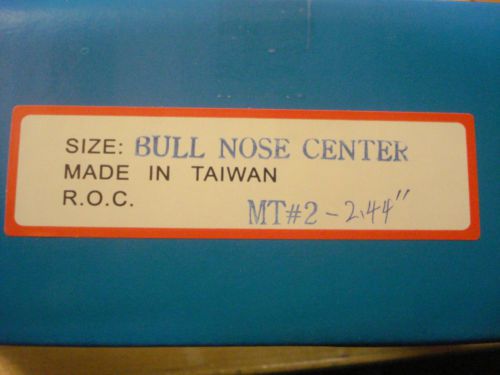 SIZE: BULL NOSE CENTER
MADE IN TAIWAN
R.O.C.
MT#2-2.44"